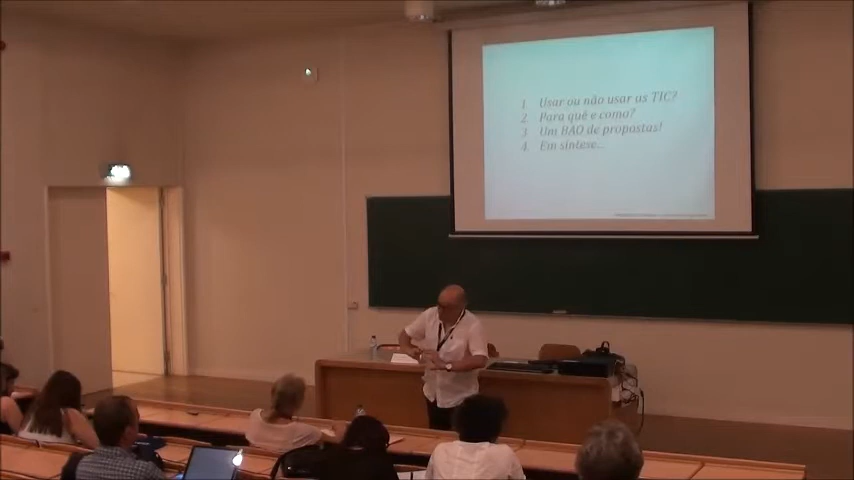 1. Usar ou não usar as TIC?
2. Para quê e como?
3. Um BAÚ de propostas!
4. Em síntese...